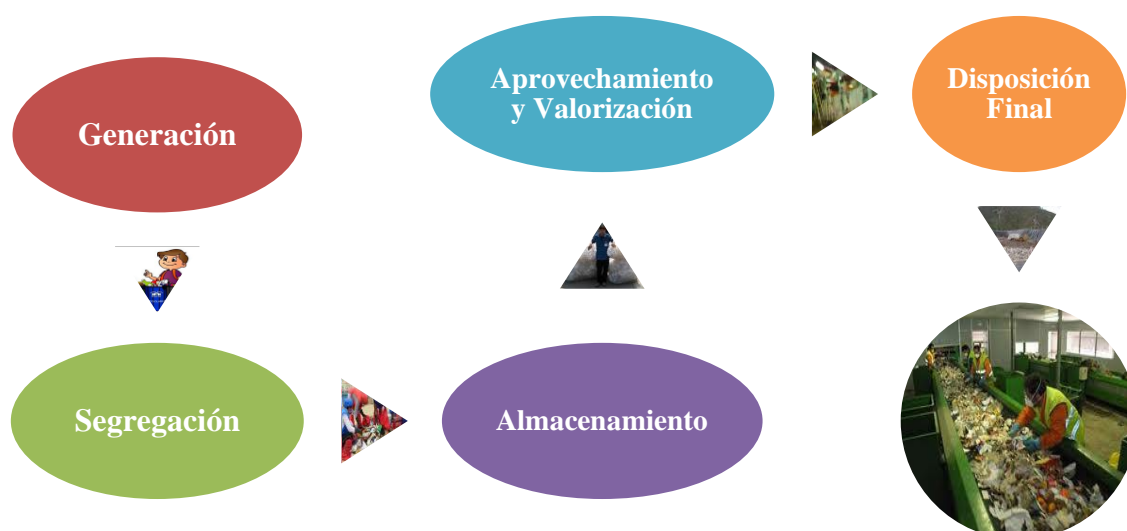 Generación
Segregación
Almacenamiento
Aprovechamiento
y Valorización
Disposición
Final